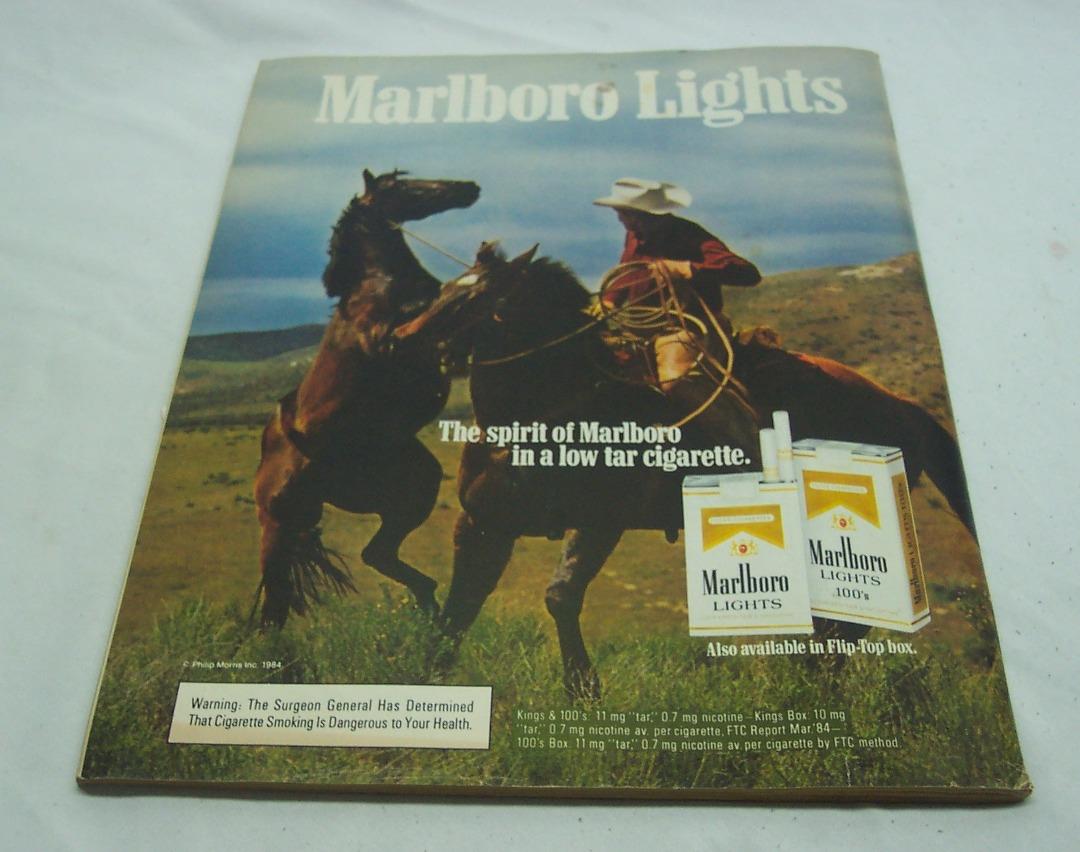 Marlboro Lights
The spirit of Marlboro
in a low tar cigarette.
Marlboro
LIGHTS
Marlboro
LIGHTS
100's
Also available in Flip-Top box.
© Philip Morris Inc. 1984
Warning: The Surgeon General Has Determined
That Cigarette Smoking Is Dangerous to Your Health.
Kings & 100's: 11 mg "tar," 0.7 mg nicotine—Kings Box: 10 mg
"tar," 0.7 mg nicotine av. per cigarette, FTC Report Mar.'84—
100's Box: 11 mg "tar," 0.7 mg nicotine av. per cigarette by FTC method.